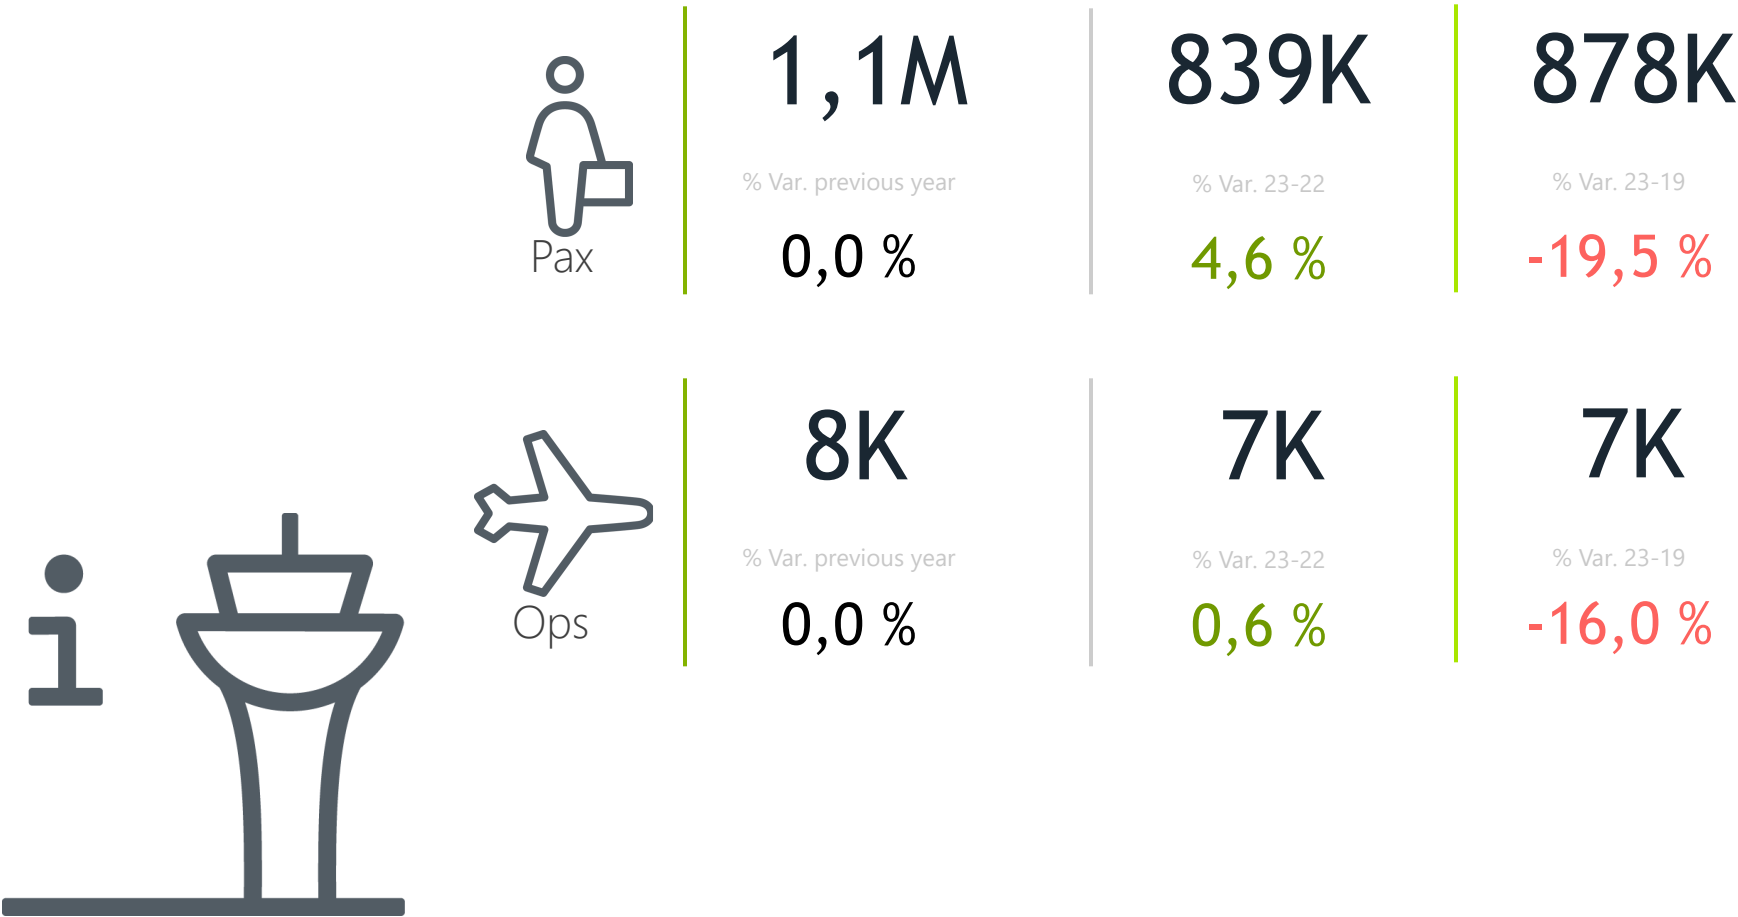 1,1M 839K 878K
% Var. previous year % Var. 23-22 % Var. 23-19
Pax 0,0 % 4,6 % -19,5 %
8K 7K 7K
% Var. previous year % Var. 23-22 % Var. 23-19
Ops 0,0 % 0,6 % -16,0 %
i